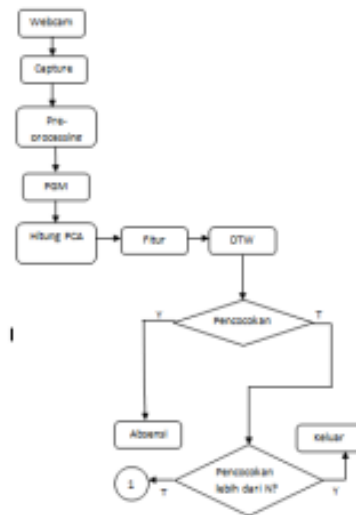 Webcam
Capture
Pre-
processing
PGM
Hitung PCA
Fitur
DTW
Pencocokan
Y
T
Absensi
Keluar
Pencocokan
lebih dari N?
1
T
Y